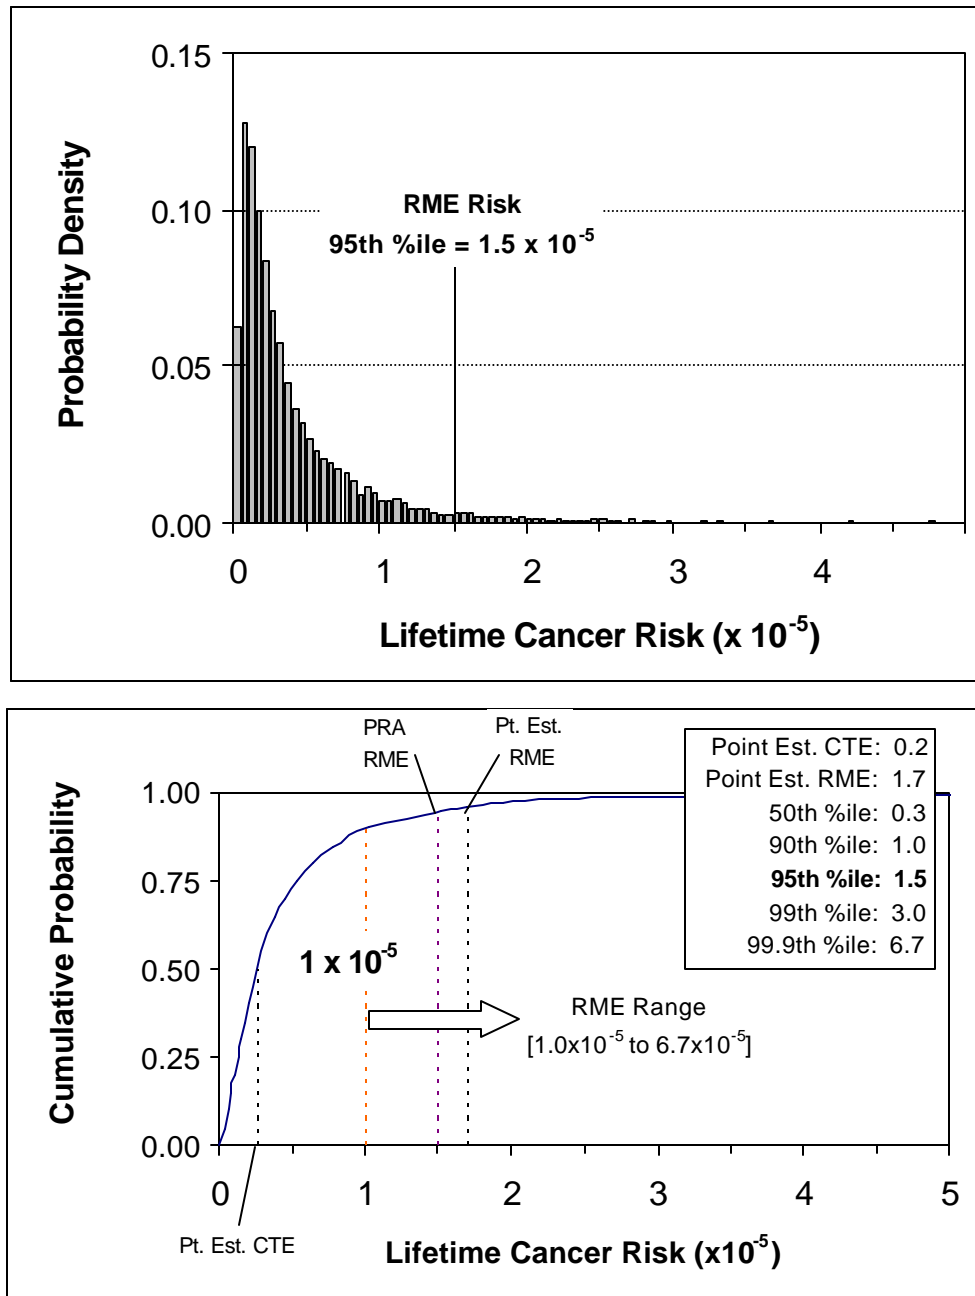 0.15
0.10
0.05
0.00
Probability Density
RME Risk
95th %ile = 1.5 x 10⁻⁵
0 1 2 3 4
Lifetime Cancer Risk (x 10⁻⁵)
PRA
RME
Pt. Est.
RME
Point Est. CTE: 0.2
Point Est. RME: 1.7
50th %ile: 0.3
90th %ile: 1.0
95th %ile: 1.5
99th %ile: 3.0
99.9th %ile: 6.7
1.00
0.75
0.50
0.25
0.00
Cumulative Probability
1 x 10⁻⁵
RME Range
[1.0x10⁻⁵ to 6.7x10⁻⁵]
0 1 2 3 4 5
Pt. Est. CTE
Lifetime Cancer Risk (x10⁻⁵)